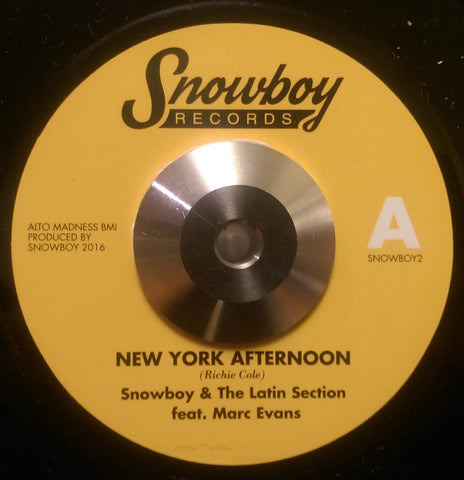 Snowboy
RECORDS
ALTO MADNESS BMI
PRODUCED BY
SNOWBOY 2016
A
SNOWBOY2
NEW YORK AFTERNOON
(Richie Cole)
Snowboy & The Latin Section
feat. Marc Evans